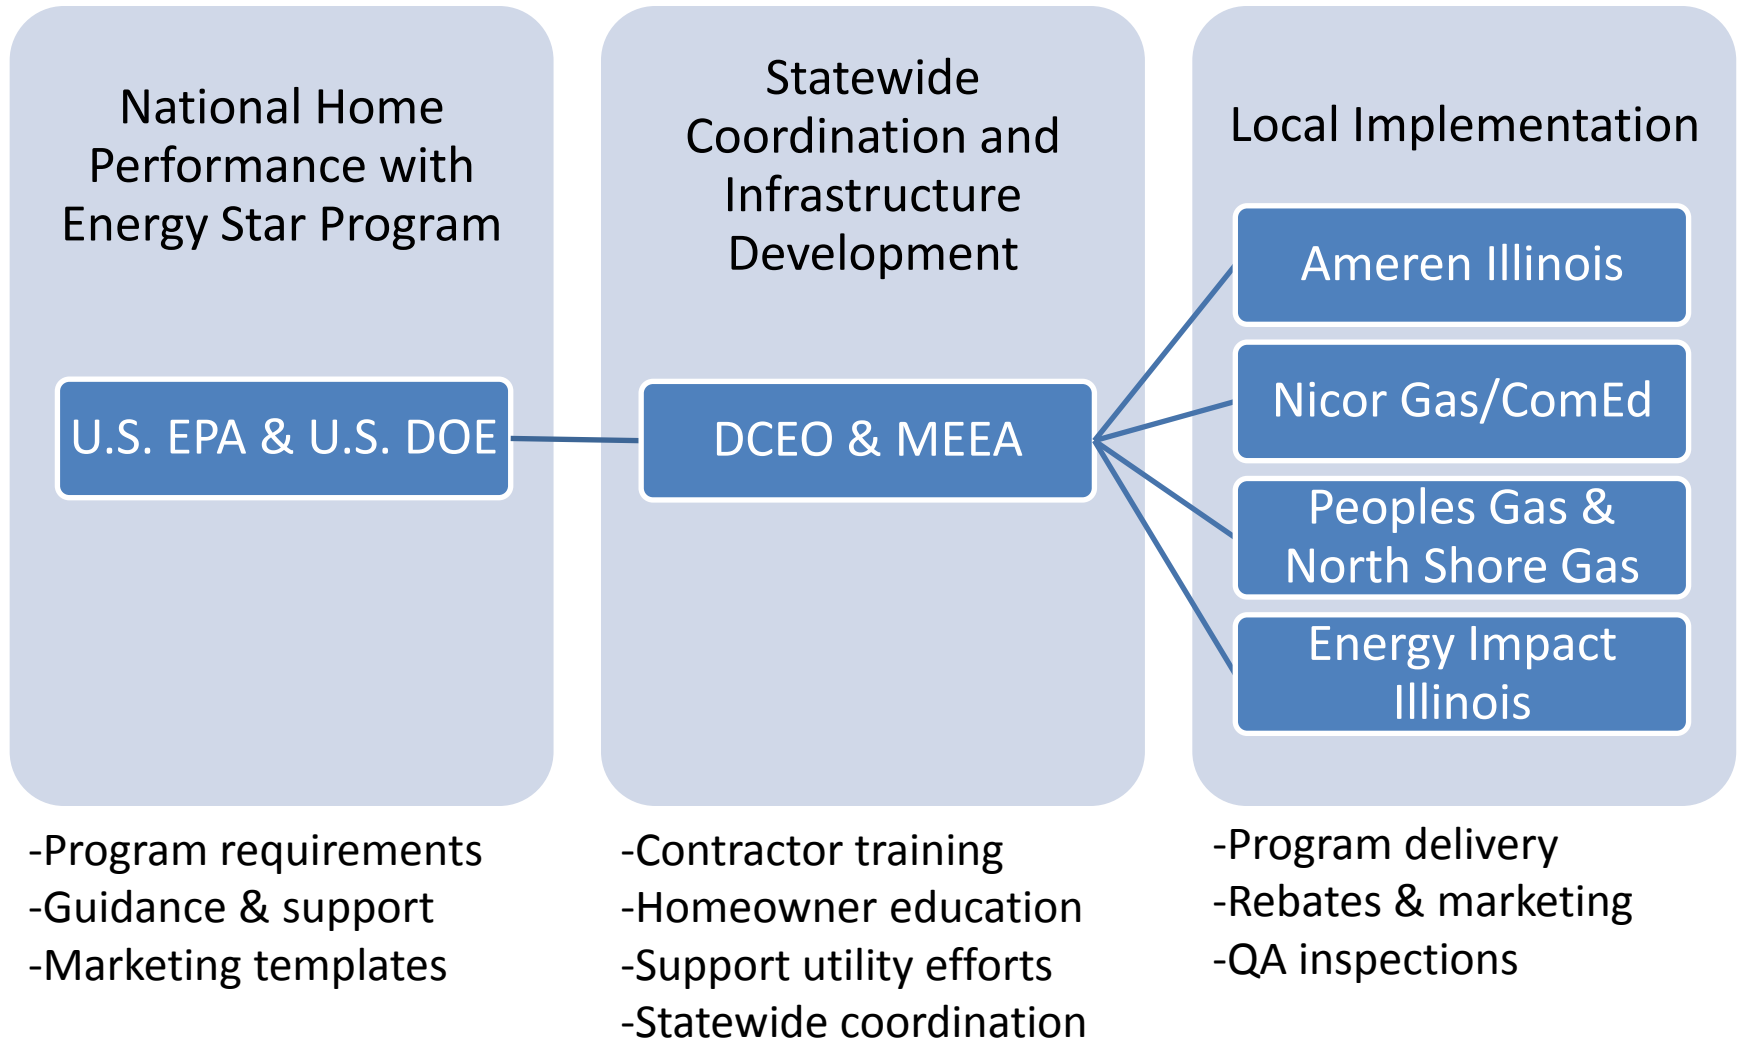 National Home
Performance with
Energy Star Program
U.S. EPA & U.S. DOE
-Program requirements
-Guidance & support
-Marketing templates
Statewide
Coordination and
Infrastructure
Development
DCEO & MEEA
-Contractor training
-Homeowner education
-Support utility efforts
-Statewide coordination
Local Implementation
Ameren Illinois
Nicor Gas/ComEd
Peoples Gas &
North Shore Gas
Energy Impact
Illinois
-Program delivery
-Rebates & marketing
-QA inspections